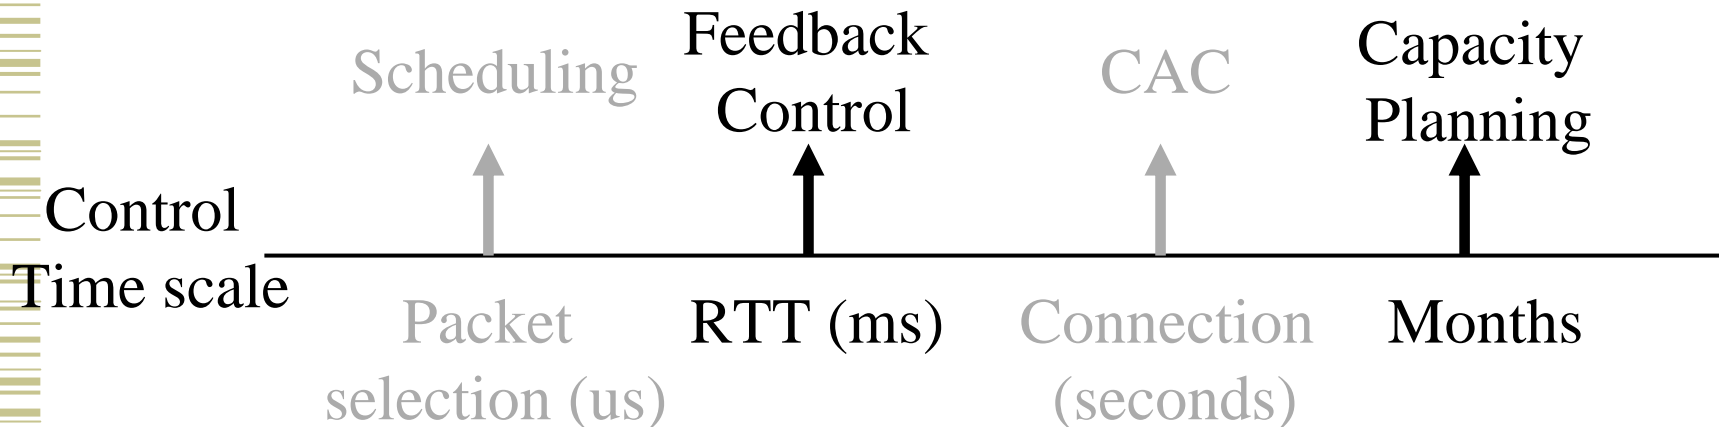 Scheduling
Feedback
Control
CAC
Capacity
Planning
Control
Time scale
Packet
selection (us)
RTT (ms)
Connection
(seconds)
Months